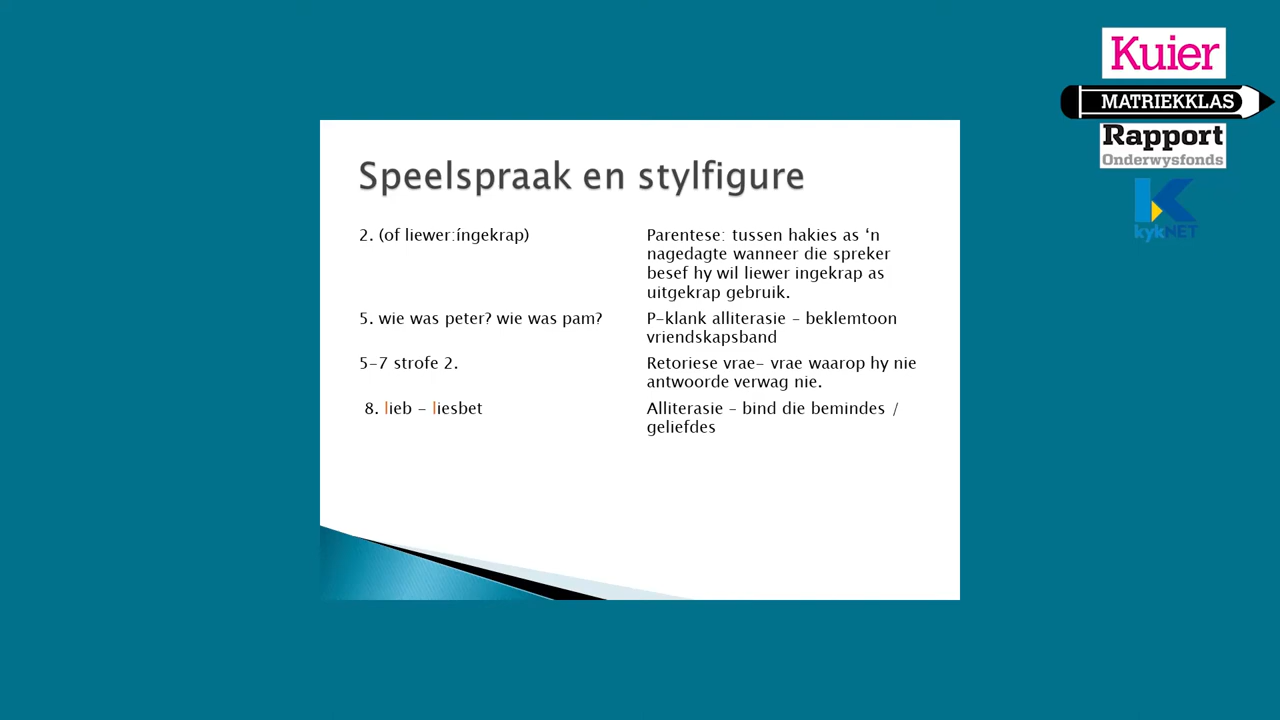 Kuier
MATRIEKKLAS
Rapport
Onderwysfonds
kykNET
Speelspraak en stylfigure
2. (of liewer:íngekrap)
Parentese: tussen hakies as ‘n
nagedagte wanneer die spreker
besef hy wil liewer ingekrap as
uitgekrap gebruik.
5. wie was peter? wie was pam?
P-klank alliterasie – beklemtoon
vriendskapsband
5-7 strofe 2.
Retoriese vrae- vrae waarop hy nie
antwoorde verwag nie.
8. lieb – liesbet
Alliterasie – bind die bemindes /
geliefdes